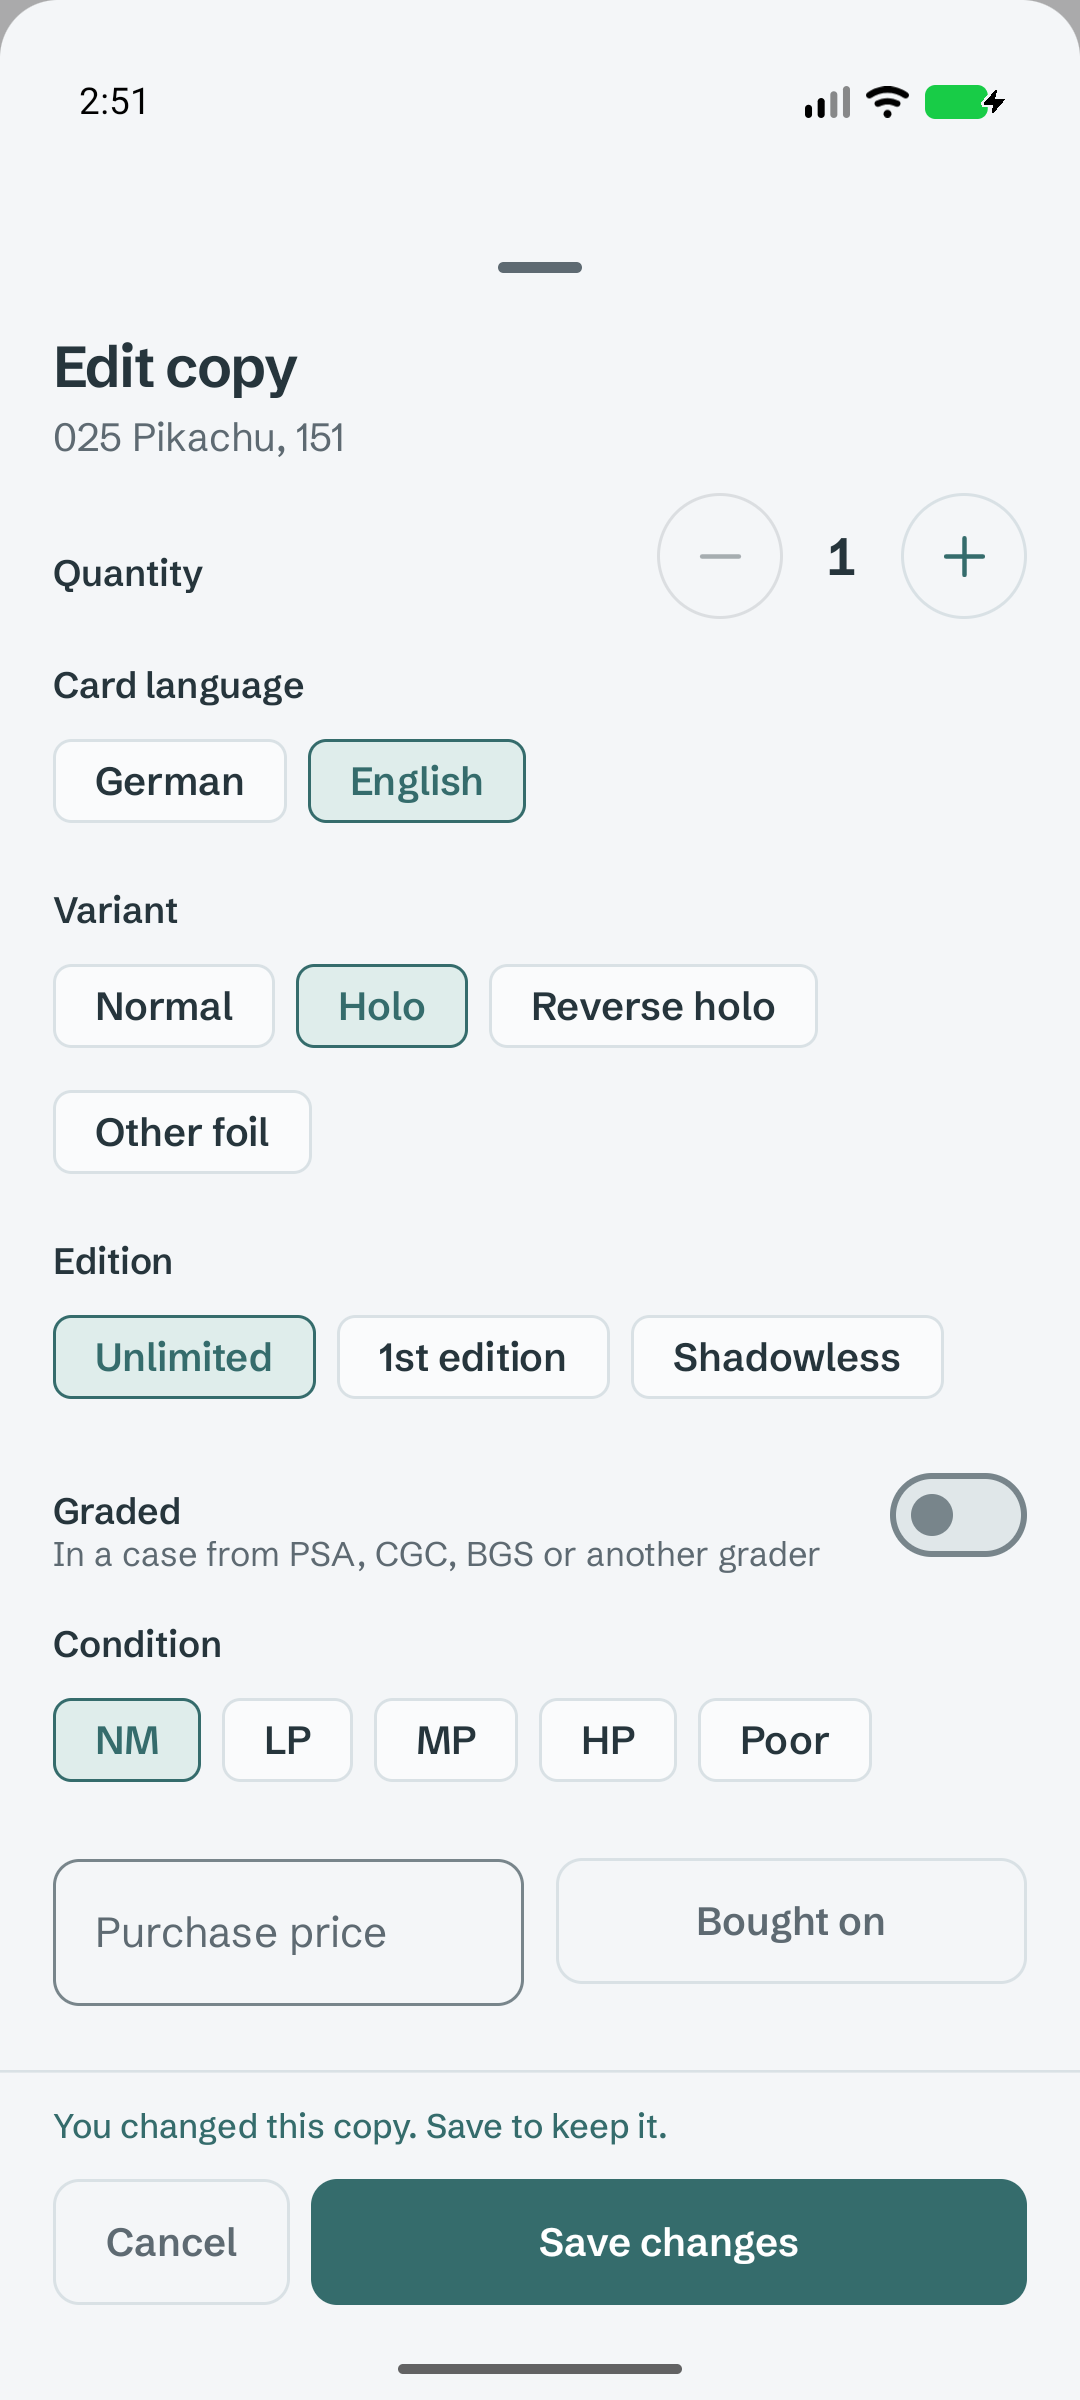 2:51
Edit copy
025 Pikachu, 151
Quantity
1
Card language
German
English
Variant
Normal
Holo
Reverse holo
Other foil
Edition
Unlimited
1st edition
Shadowless
Graded
In a case from PSA, CGC, BGS or another grader
Condition
NM
LP
MP
HP
Poor
Purchase price
Bought on
You changed this copy. Save to keep it.
Cancel
Save changes